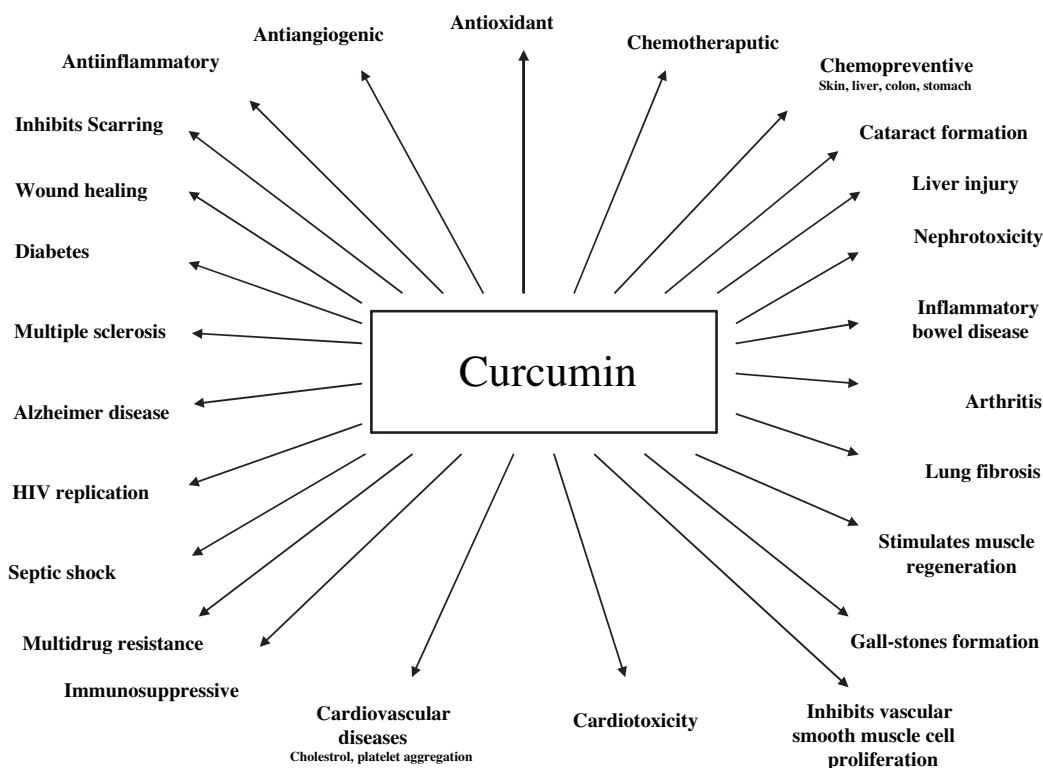 Antioxidant
Antiangiogenic
Chemotheraputic
Antiinflammatory
Chemopreventive
Skin, liver, colon, stomach
Inhibits Scarring
Cataract formation
Wound healing
Liver injury
Diabetes
Nephrotoxicity
Multiple sclerosis
Inflammatory
bowel disease
Curcumin
Alzheimer disease
Arthritis
HIV replication
Lung fibrosis
Septic shock
Stimulates muscle
regeneration
Multidrug resistance
Gall-stones formation
Immunosuppressive
Cardiovascular
diseases
Cholestrol, platelet aggregation
Cardiotoxicity
Inhibits vascular
smooth muscle cell
proliferation